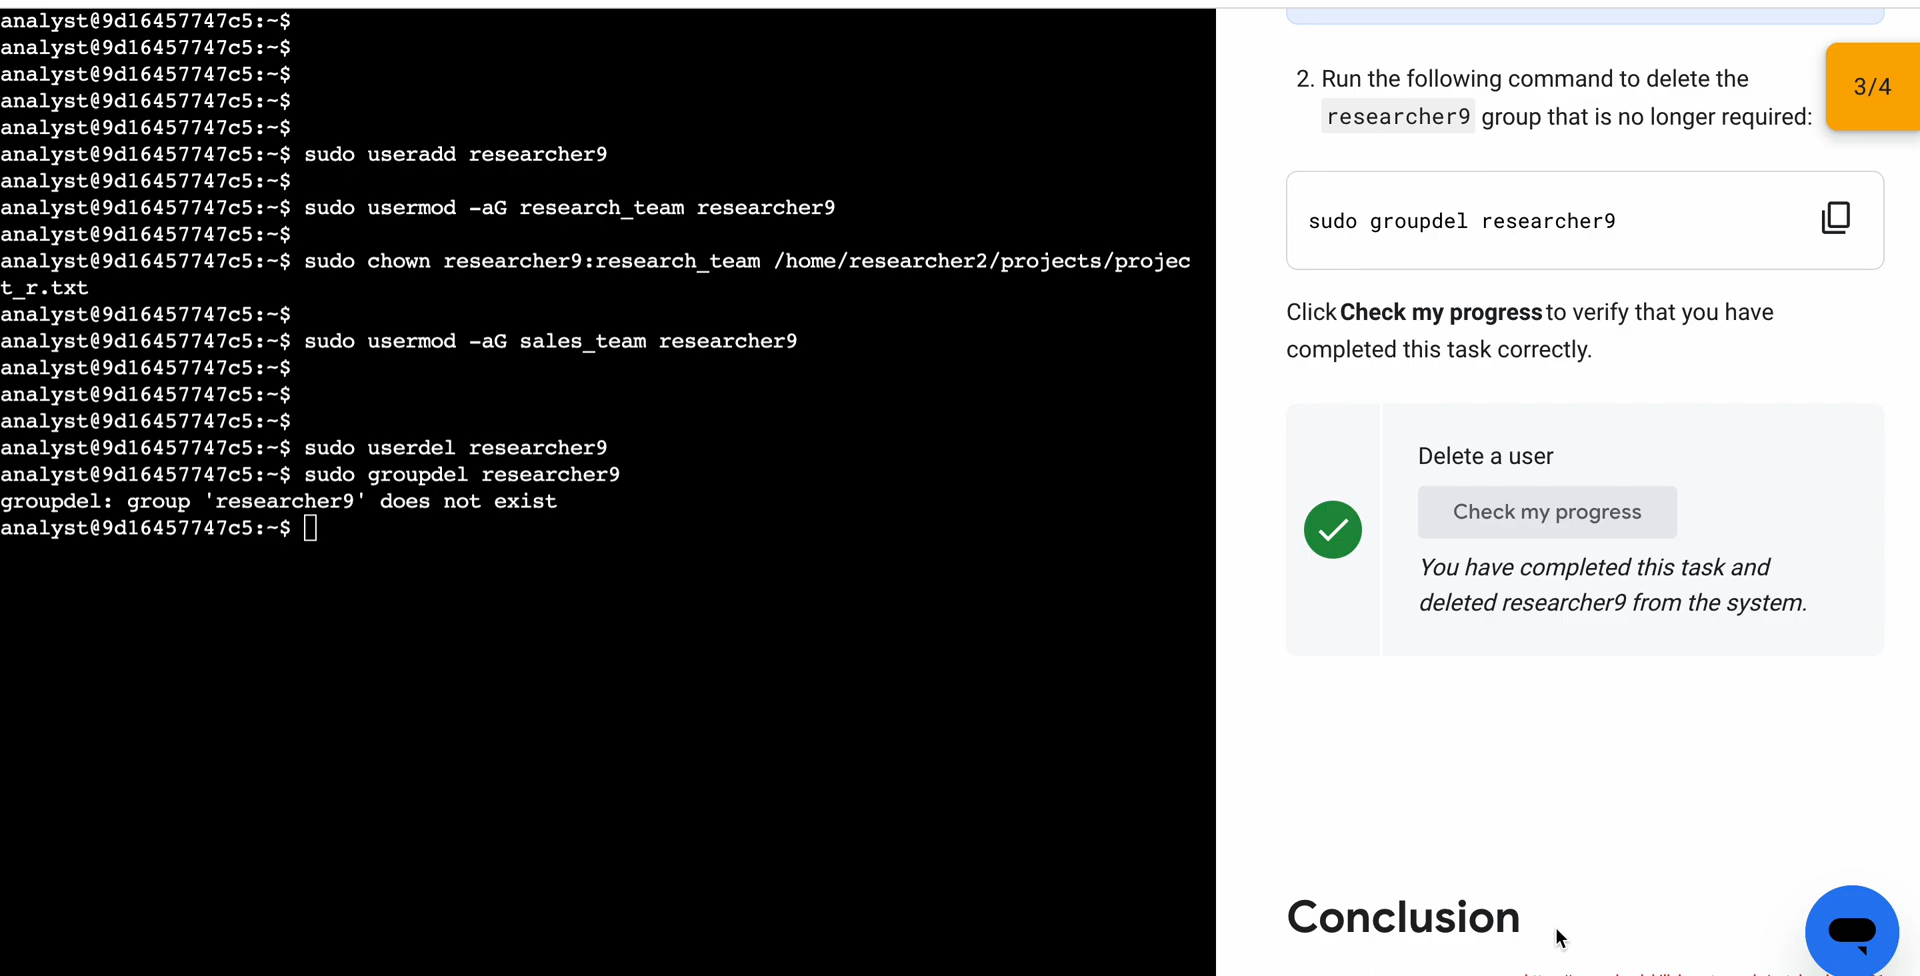 analyst@9d16457747c5:~$
analyst@9d16457747c5:~$
analyst@9d16457747c5:~$
analyst@9d16457747c5:~$
analyst@9d16457747c5:~$
analyst@9d16457747c5:~$ sudo useradd researcher9
analyst@9d16457747c5:~$
analyst@9d16457747c5:~$ sudo usermod -aG research_team researcher9
analyst@9d16457747c5:~$
analyst@9d16457747c5:~$ sudo chown researcher9:research_team /home/researcher2/projects/projec
t_r.txt
analyst@9d16457747c5:~$
analyst@9d16457747c5:~$ sudo usermod -aG sales_team researcher9
analyst@9d16457747c5:~$
analyst@9d16457747c5:~$
analyst@9d16457747c5:~$
analyst@9d16457747c5:~$ sudo userdel researcher9
analyst@9d16457747c5:~$ sudo groupdel researcher9
groupdel: group 'researcher9' does not exist
analyst@9d16457747c5:~$
2. Run the following command to delete the
researcher9 group that is no longer required:
3/4
sudo groupdel researcher9
Click Check my progress to verify that you have
completed this task correctly.
Delete a user
Check my progress
You have completed this task and
deleted researcher9 from the system.
Conclusion